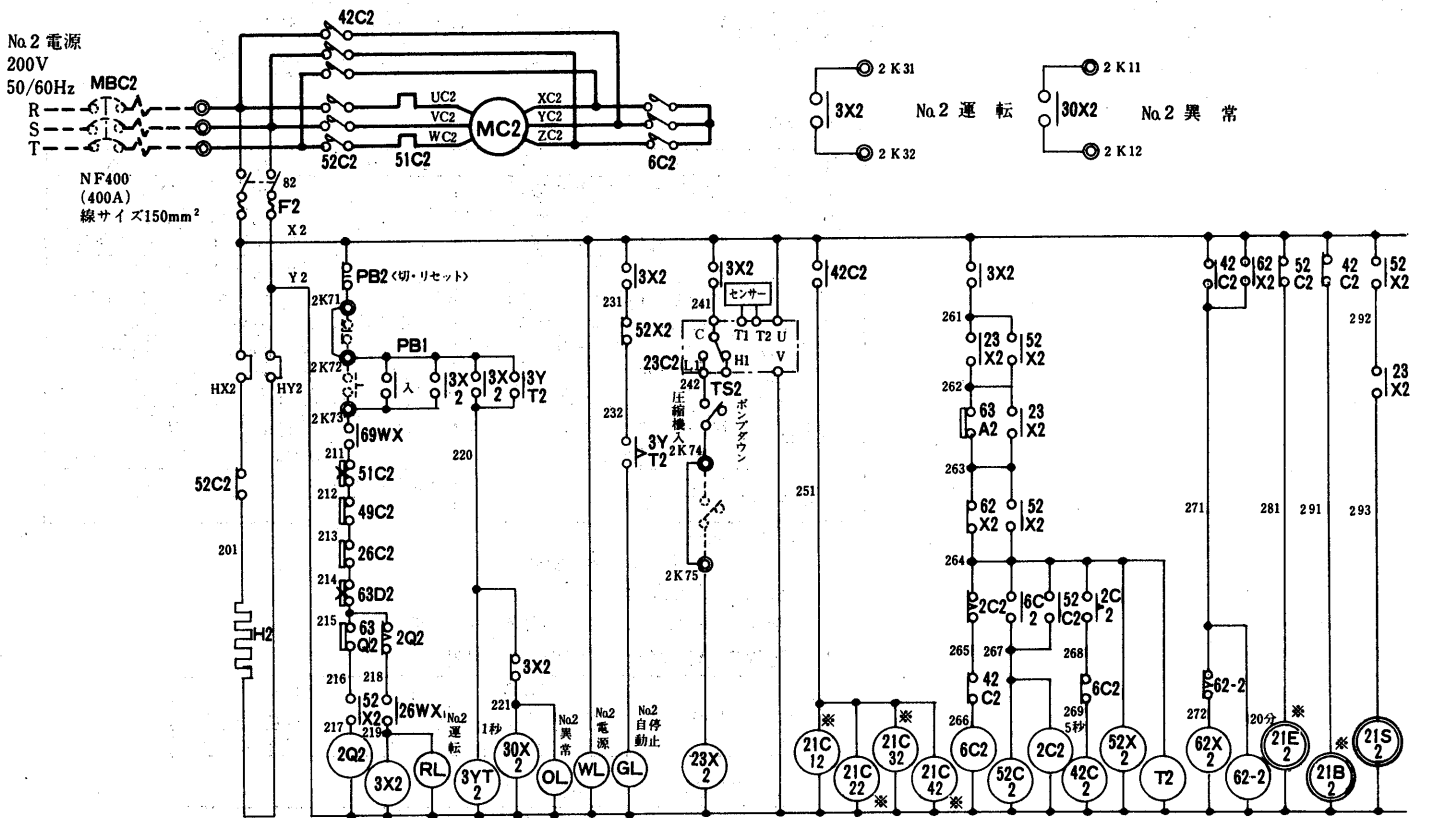 No.2 電源
200V
50/60Hz
MBC2
R
S
T
NF400
(400A)
線サイズ150mm²
42C2
UC2
VC2
WC2
52C2
51C2
MC2
XC2
YC2
ZC2
6C2
2K31
3X2
2K32
No.2 運転
2K11
30X2
2K12
No.2 異常
82
F2
X2
Y2
HX2
HY2
52C2
201
H2
PB2〈切・リセット〉
2K71
2K72
2K73
PB1
入
3X
2
3X
2
3Y
T2
69WX
211
51C2
212
49C2
213
26C2
214
63D2
215
63
Q2
2Q2
216
218
52
X2
26WX
217
219
2Q2
3X2
RL
No.2
運転
220
1秒
3YT
2
3X2
221
30X
2
OL
No.2
異常
WL
No.2
電源
3X2
231
52X2
232
3Y
T2
GL
No.2
自動停止
3X2
241
センサー
C
T1
T2
U
V
23C2
L1
H1
242
TS2
圧縮機入
ポンプダウン
2K74
2K75
23X
2
42C2
251
※
21C
12
21C
22
※
※
21C
32
21C
42
※
3X2
261
23
X2
52
X2
262
63
A2
23
X2
263
62
X2
52
X2
264
2C2
6C
2
52
C2
2C
2
265
267
268
42
C2
6C2
266
269
5秒
6C2
52C
2
2C2
42C
2
52X
2
T2
42
C2
62
X2
271
62-2
272
20分
62X
2
62-2
52
C2
281
※
21E
2
42
C2
291
※
21B
2
52
X2
292
23
X2
293
21S
2